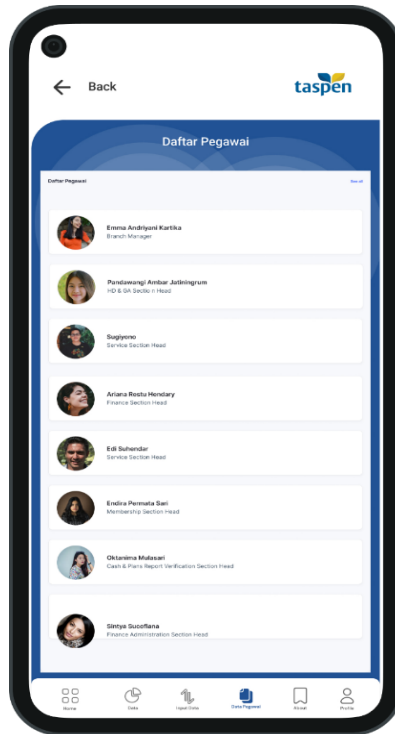 Back
taspen
Daftar Pegawai
Daftar Pegawai
View all
Emma Andriyani Kartika
Branch Manager
Pandawangi Ambar Jatiningrum
HD & GA Section Head
Sugiyono
Service Section Head
Ariana Restu Hendary
Finance Section Head
Edi Suhendar
Service Section Head
Endira Permata Sari
Membership Section Head
Oktanima Malasari
Cash & Plans Report Verification Section Head
Sintya Sucofiana
Finance Administration Section Head
Home
Data
Input Data
Data Pegawai
About
Profile